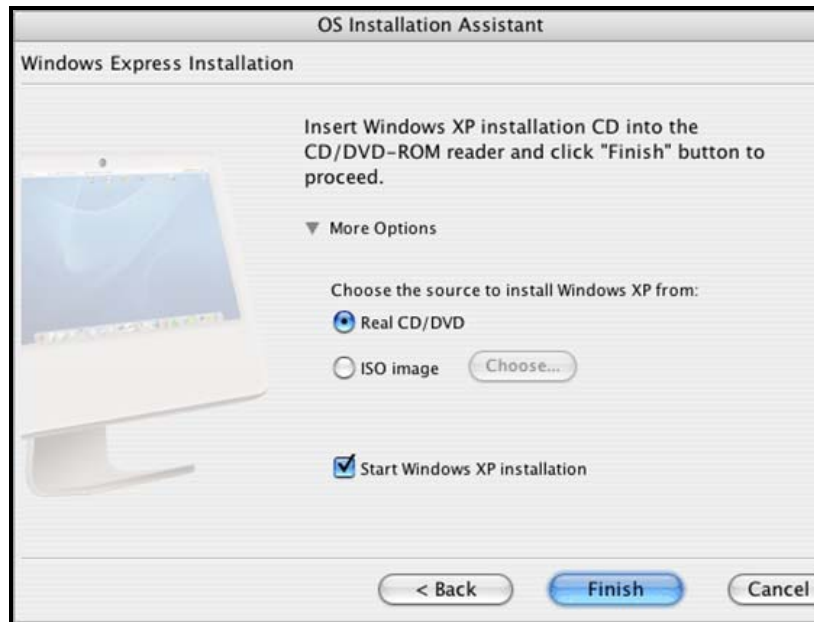 OS Installation Assistant
Windows Express Installation
Insert Windows XP installation CD into the
CD/DVD-ROM reader and click "Finish" button to
proceed.
More Options
Choose the source to install Windows XP from:
Real CD/DVD
ISO image Choose...
Start Windows XP installation
< Back Finish Cancel